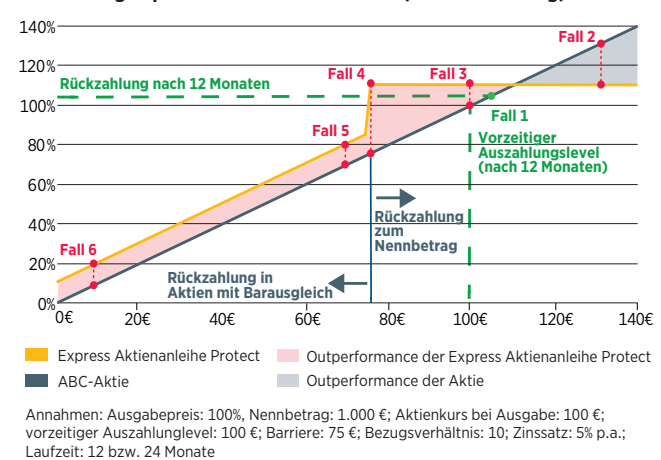 140%
120%
100%
80%
60%
40%
20%
0%
Fall 2
Fall 4
Fall 3
Rückzahlung nach 12 Monaten
Fall 1
Fall 5
Vorzeitiger
Auszahlungslevel
(nach 12 Monaten)
Rückzahlung
zum
Nennbetrag
Fall 6
Rückzahlung in
Aktien mit Barausgleich
0€ 20€ 40€ 60€ 80€ 100€ 120€ 140€
Express Aktienanleihe Protect
Outperformance der Express Aktienanleihe Protect
ABC-Aktie
Outperformance der Aktie
Annahmen: Ausgabepreis: 100%, Nennbetrag: 1.000 €; Aktienkurs bei Ausgabe: 100 €;
vorzeitiger Auszahlunglevel: 100 €; Barriere: 75 €; Bezugsverhältnis: 10; Zinssatz: 5% p.a.;
Laufzeit: 12 bzw. 24 Monate